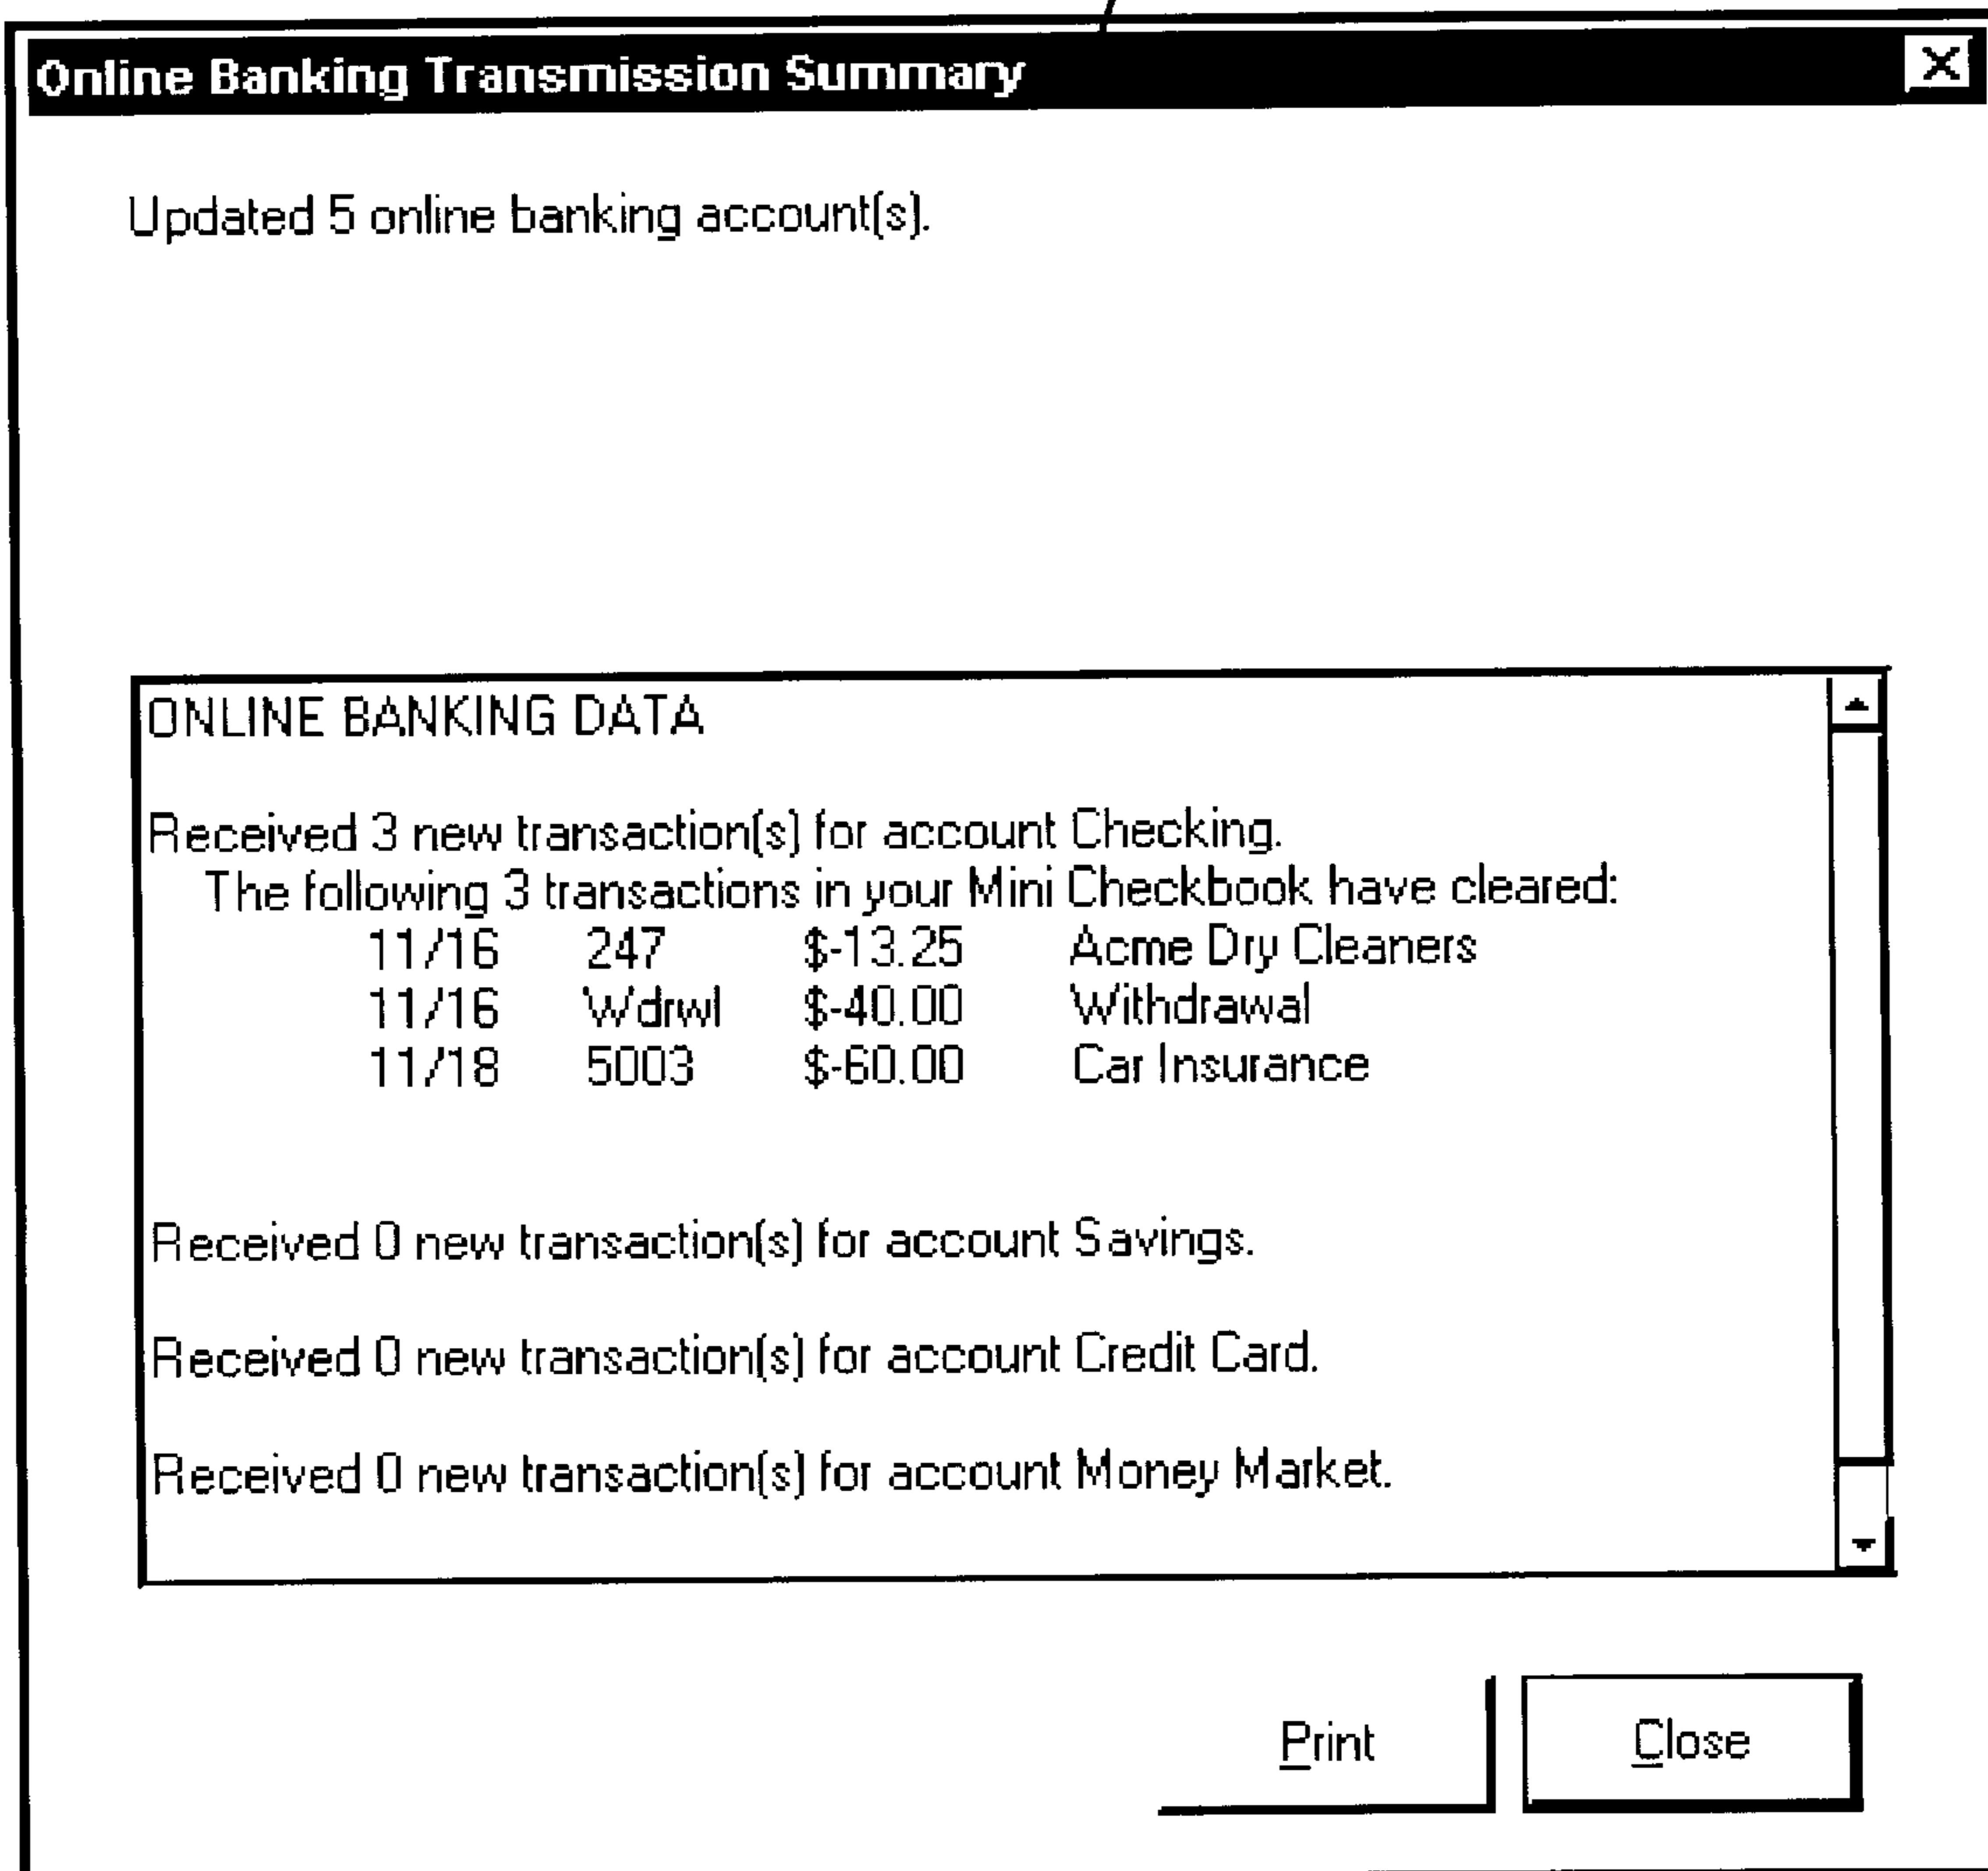 Online Banking Transmission Summary
Updated 5 online banking account(s).
ONLINE BANKING DATA
Received 3 new transaction(s) for account Checking.
The following 3 transactions in your Mini Checkbook have cleared:
11/16 247 $-13.25 Acme Dry Cleaners
11/16 Wdrwl $-40.00 Withdrawal
11/18 5003 $-60.00 Car Insurance
Received 0 new transaction(s) for account Savings.
Received 0 new transaction(s) for account Credit Card.
Received 0 new transaction(s) for account Money Market.
Print Close